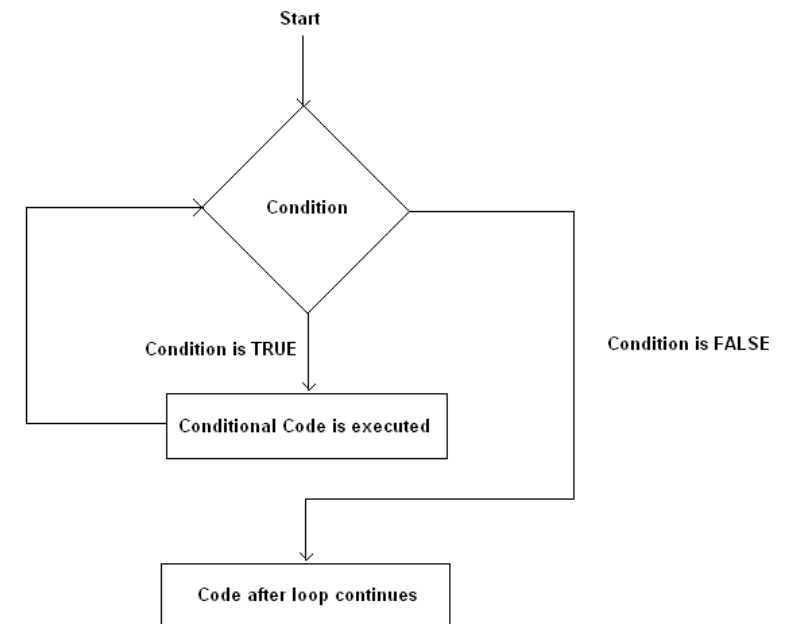 Start
Condition
Condition is TRUE
Condition is FALSE
Conditional Code is executed
Code after loop continues